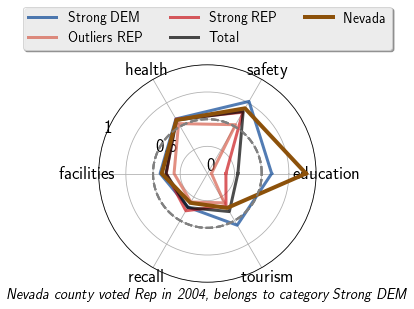 Strong DEM Strong REP Nevada
Outliers REP Total
health safety
1
0.5
0
facilities education
recall tourism
Nevada county voted Rep in 2004, belongs to category Strong DEM